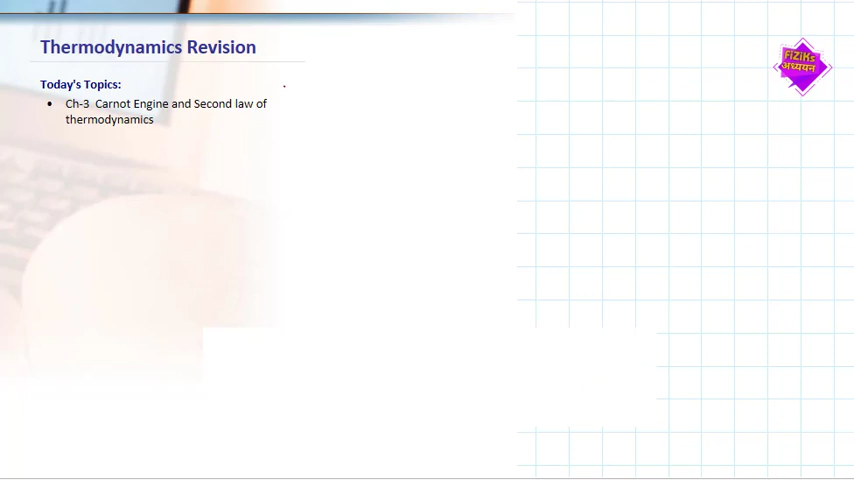 Thermodynamics Revision
FiZiKs
अध्ययन
Today's Topics:
• Ch-3 Carnot Engine and Second law of
thermodynamics